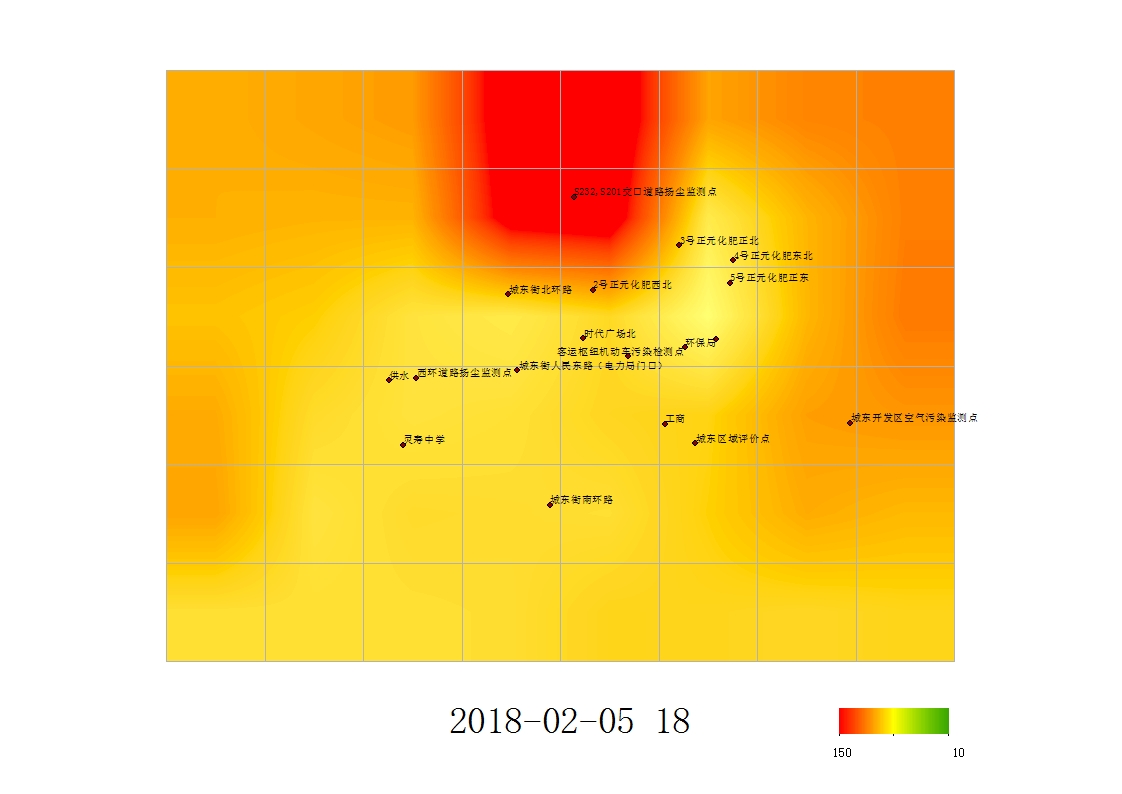 S232,S201交口道路扬尘监测点
3号正元化肥正北
4号正元化肥东北
5号正元化肥正东
2号正元化肥西北
城东街北环路
时代广场北
环保局
客运枢纽机动车污染检测点
城东街人民东路（电力局门口）
西环道路扬尘监测点
供水
城东开发区空气污染监测点
工商
城东区域评价点
灵寿中学
城东街南环路
2018-02-05 18
150
10